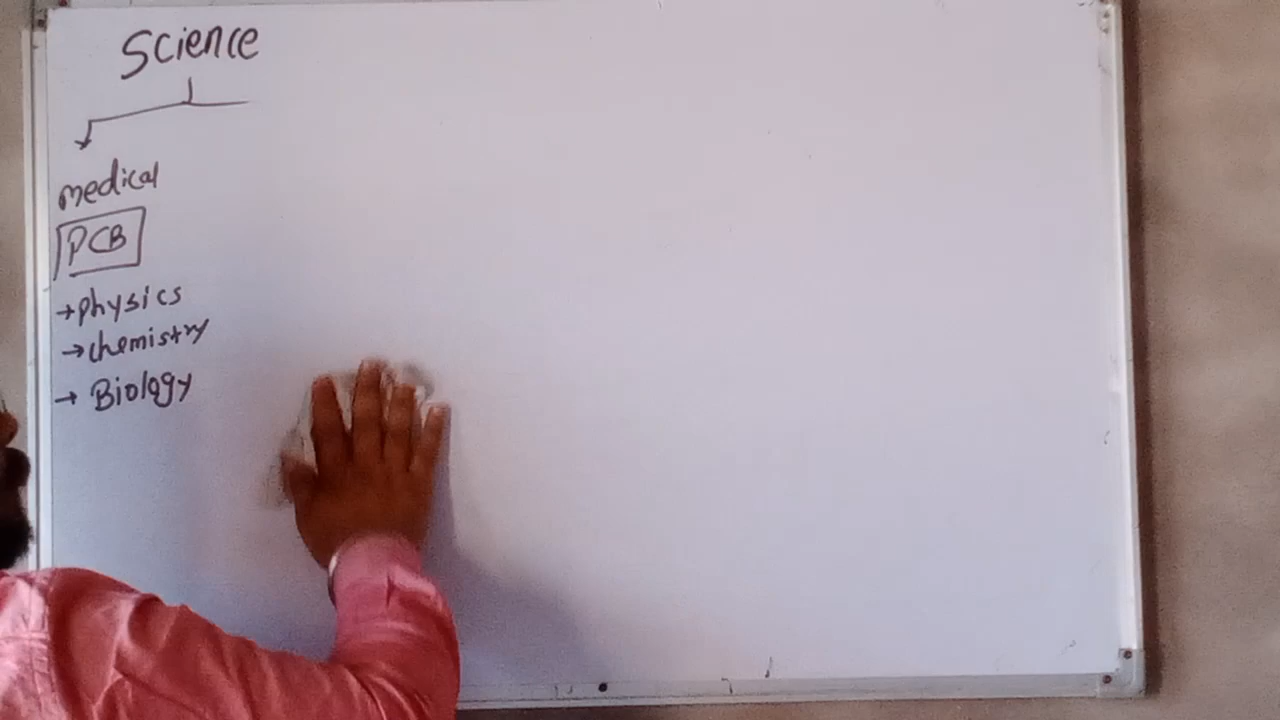 Science
medical
PCB
→ physics
→ chemistry
→ Biology